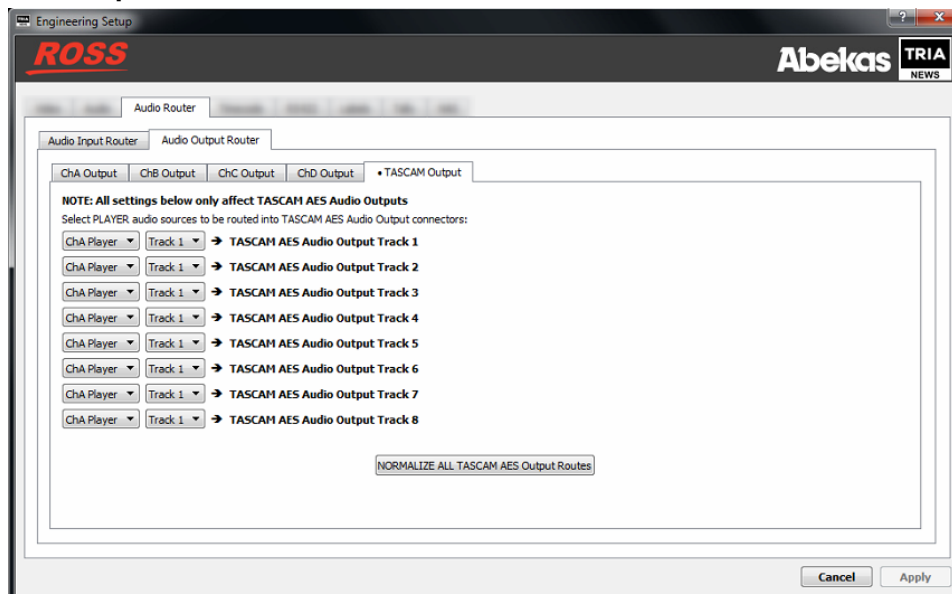 Engineering Setup
ROSS
Abekas TRIA NEWS
Audio Router
Audio Input Router Audio Output Router
ChA Output ChB Output ChC Output ChD Output • TASCAM Output
NOTE: All settings below only affect TASCAM AES Audio Outputs
Select PLAYER audio sources to be routed into TASCAM AES Audio Output connectors:
ChA Player Track 1 ➔ TASCAM AES Audio Output Track 1
ChA Player Track 1 ➔ TASCAM AES Audio Output Track 2
ChA Player Track 1 ➔ TASCAM AES Audio Output Track 3
ChA Player Track 1 ➔ TASCAM AES Audio Output Track 4
ChA Player Track 1 ➔ TASCAM AES Audio Output Track 5
ChA Player Track 1 ➔ TASCAM AES Audio Output Track 6
ChA Player Track 1 ➔ TASCAM AES Audio Output Track 7
ChA Player Track 1 ➔ TASCAM AES Audio Output Track 8
NORMALIZE ALL TASCAM AES Output Routes
Cancel Apply